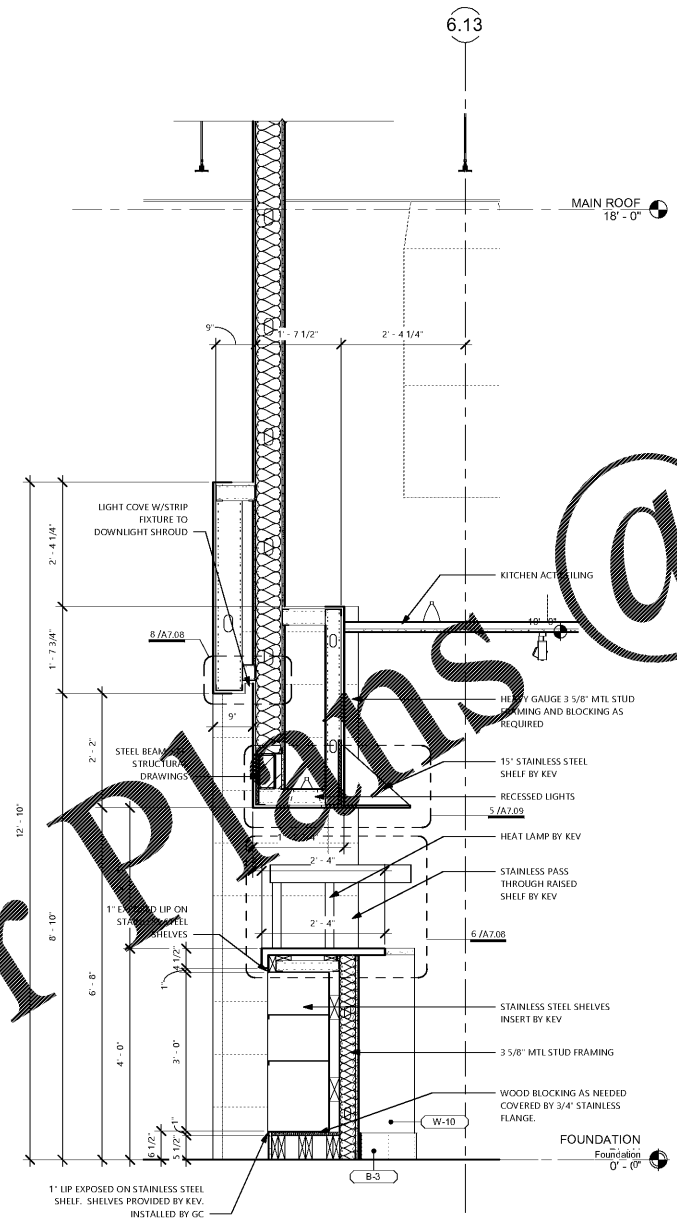 6.13
MAIN ROOF
18' - 0"
9"
1' - 7 1/2"
2' - 4 1/4"
LIGHT COVE W/STRIP
FIXTURE TO
DOWNLIGHT SHROUD
2' - 4 1/4"
KITCHEN ACT
1' - 7 3/4"
8 /A7.08
HEAVY GAUGE 3 5/8" MTL STUD
FRAMING AND BLOCKING AS
REQUIRED
9"
2' - 2"
STEEL BEAM
STRUCTURAL
DRAWINGS
15" STAINLESS STEEL
SHELF BY KEV
RECESSED LIGHTS
5 /A7.09
12' - 10"
HEAT LAMP BY KEV
2' - 4"
STAINLESS PASS
THROUGH RAISED
SHELF BY KEV
1" EXPOSED LIP ON
STAINLESS STEEL
SHELVES
2' - 4"
8' - 10"
6 /A7.08
4 1/2"
1"
6' - 8"
STAINLESS STEEL SHELVES
INSERT BY KEV
4' - 0"
3' - 0"
3 5/8" MTL STUD FRAMING
WOOD BLOCKING AS NEEDED
COVERED BY 3/4" STAINLESS
FLANGE.
1"
W-10
6 1/2"
5 1/2"
FOUNDATION
Foundation
0' - 0"
B-3
1" LIP EXPOSED ON STAINLESS STEEL
SHELF. SHELVES PROVIDED BY KEV.
INSTALLED BY GC
r Plans @